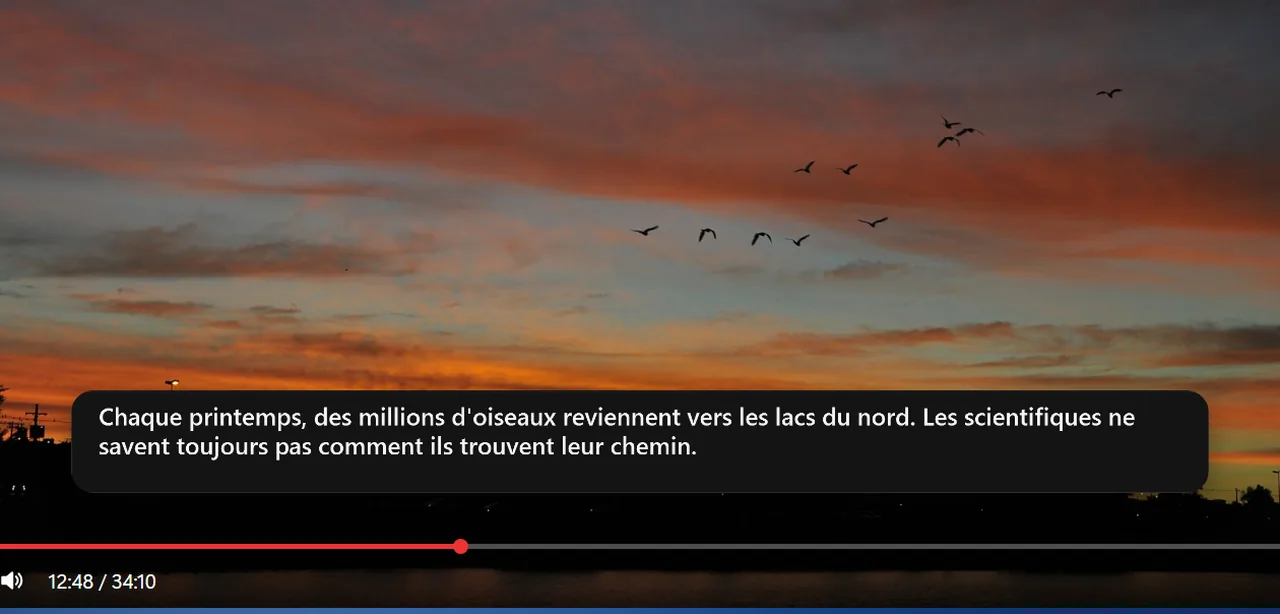 Chaque printemps, des millions d'oiseaux reviennent vers les lacs du nord. Les scientifiques ne
savent toujours pas comment ils trouvent leur chemin.
12:48 / 34:10